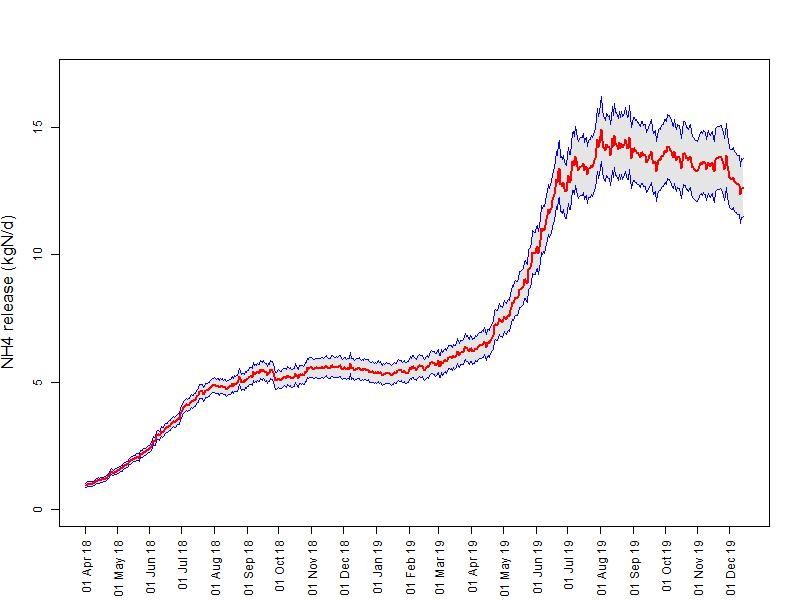 NH4 release (kgN/d)
15
10
5
0
01 Apr 18
01 May 18
01 Jun 18
01 Jul 18
01 Aug 18
01 Sep 18
01 Oct 18
01 Nov 18
01 Dec 18
01 Jan 19
01 Feb 19
01 Mar 19
01 Apr 19
01 May 19
01 Jun 19
01 Jul 19
01 Aug 19
01 Sep 19
01 Oct 19
01 Nov 19
01 Dec 19